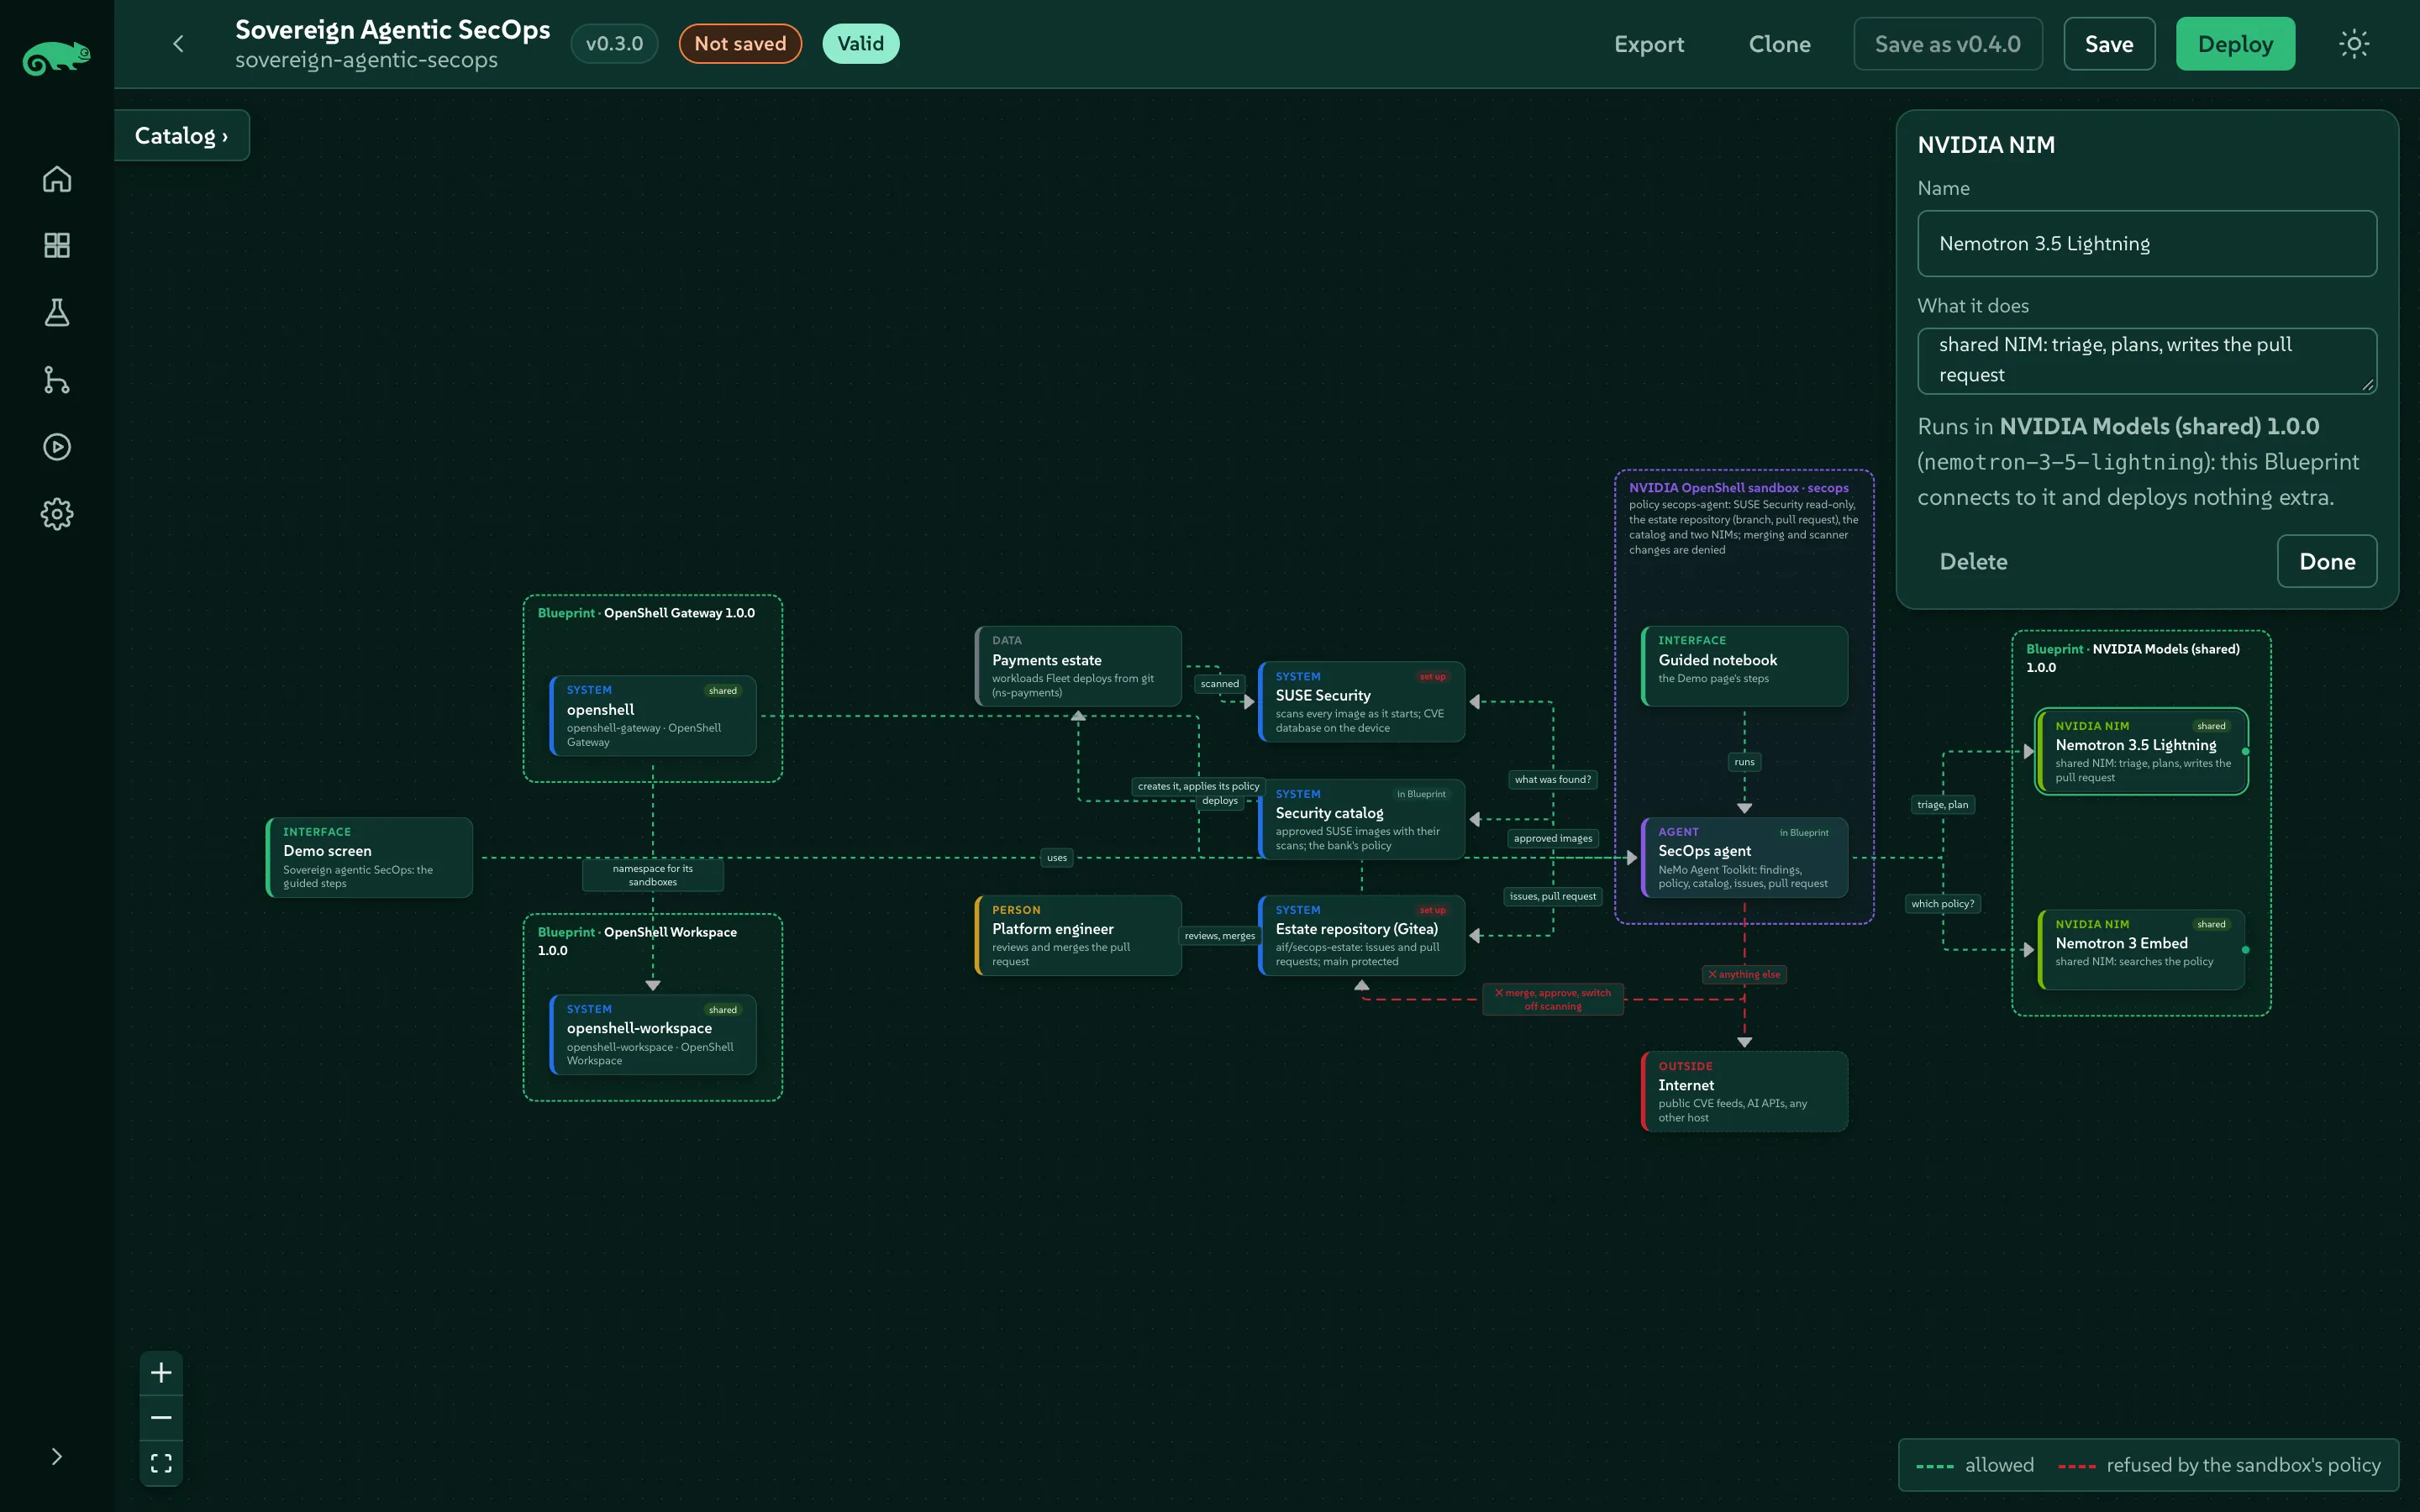 Sovereign Agentic SecOps
sovereign-agentic-secops
v0.3.0
Not saved
Valid
Export
Clone
Save as v0.4.0
Save
Deploy
Catalog ›
NVIDIA NIM
Name
Nemotron 3.5 Lightning
What it does
shared NIM: triage, plans, writes the pull
request
Runs in NVIDIA Models (shared) 1.0.0
(nemotron-3-5-lightning): this Blueprint
connects to it and deploys nothing extra.
Delete
Done
Blueprint · OpenShell Gateway 1.0.0
SYSTEM
shared
openshell
openshell-gateway · OpenShell
Gateway
INTERFACE
Demo screen
Sovereign agentic SecOps: the
guided steps
namespace for its
sandboxes
Blueprint · OpenShell Workspace
1.0.0
SYSTEM
shared
openshell-workspace
openshell-workspace · OpenShell
Workspace
DATA
Payments estate
workloads Fleet deploys from git
(ns-payments)
scanned
SYSTEM
set up
SUSE Security
scans every image as it starts; CVE
database on the device
creates it, applies its policy
deploys
SYSTEM
in Blueprint
Security catalog
approved SUSE images with their
scans; the bank's policy
uses
PERSON
Platform engineer
reviews and merges the pull
request
reviews, merges
SYSTEM
set up
Estate repository (Gitea)
aif/secops-estate: issues and pull
requests; main protected
what was found?
approved images
issues, pull request
✕ merge, approve, switch
off scanning
NVIDIA OpenShell sandbox · secops
policy secops-agent: SUSE Security read-only,
the estate repository (branch, pull request), the
catalog and two NIMs; merging and scanner
changes are denied
INTERFACE
Guided notebook
the Demo page's steps
runs
AGENT
in Blueprint
SecOps agent
NeMo Agent Toolkit: findings,
policy, catalog, issues, pull request
✕ anything else
OUTSIDE
Internet
public CVE feeds, AI APIs, any
other host
triage, plan
which policy?
Blueprint · NVIDIA Models (shared)
1.0.0
NVIDIA NIM
shared
Nemotron 3.5 Lightning
shared NIM: triage, plans, writes the
pull request
NVIDIA NIM
shared
Nemotron 3 Embed
shared NIM: searches the policy
allowed
refused by the sandbox's policy